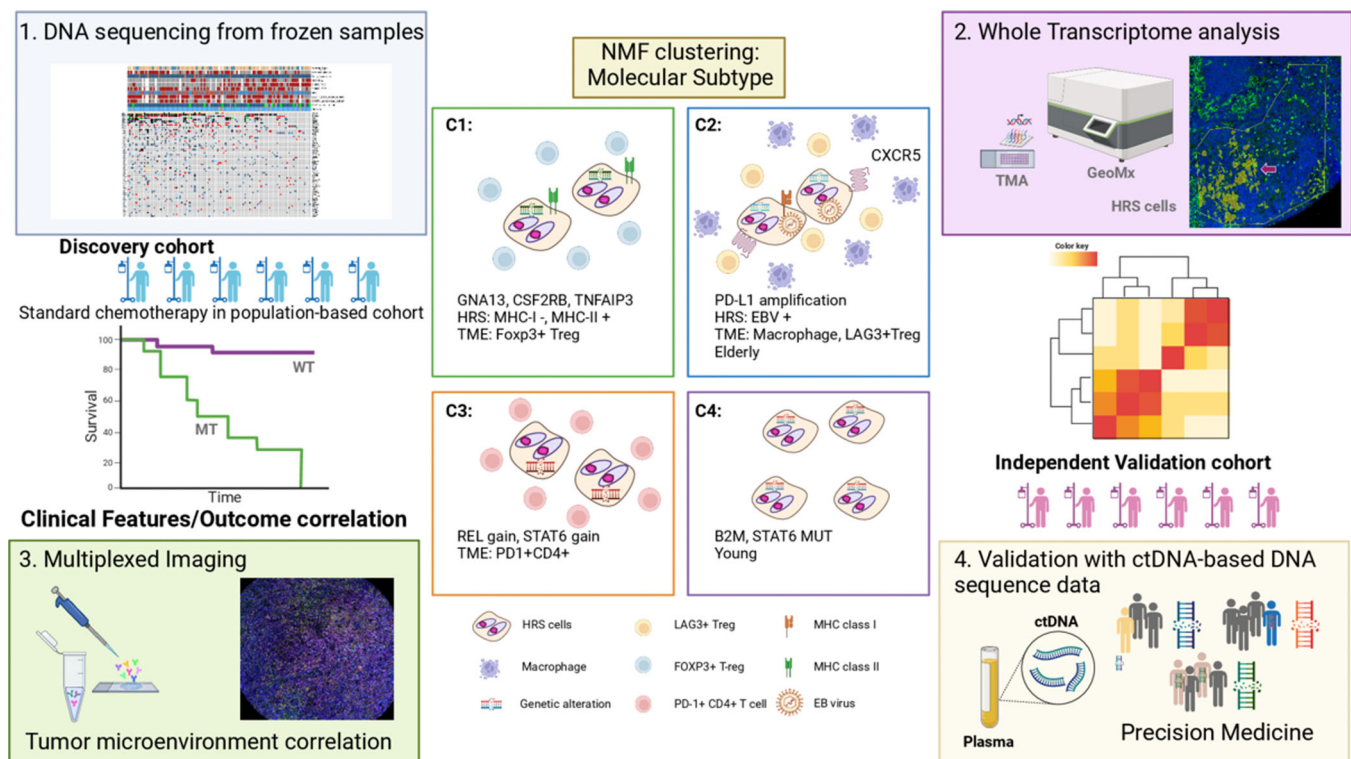 1. DNA sequencing from frozen samples
Discovery cohort
Standard chemotherapy in population-based cohort
100
80
60
40
20
0
Survival
WT
MT
Time
Clinical Features/Outcome correlation
3. Multiplexed Imaging
Tumor microenvironment correlation
NMF clustering:
Molecular Subtype
C1:
GNA13, CSF2RB, TNFAIP3
HRS: MHC-I -, MHC-II +
TME: Foxp3+ Treg
C2:
CXCR5
PD-L1 amplification
HRS: EBV +
TME: Macrophage, LAG3+Treg
Elderly
C3:
REL gain, STAT6 gain
TME: PD1+CD4+
C4:
B2M, STAT6 MUT
Young
HRS cells
LAG3+ Treg
MHC class I
Macrophage
FOXP3+ T-reg
MHC class II
Genetic alteration
PD-1+ CD4+ T cell
EB virus
2. Whole Transcriptome analysis
TMA
GeoMx
HRS cells
Color key
Independent Validation cohort
4. Validation with ctDNA-based DNA
sequence data
ctDNA
Plasma
Precision Medicine